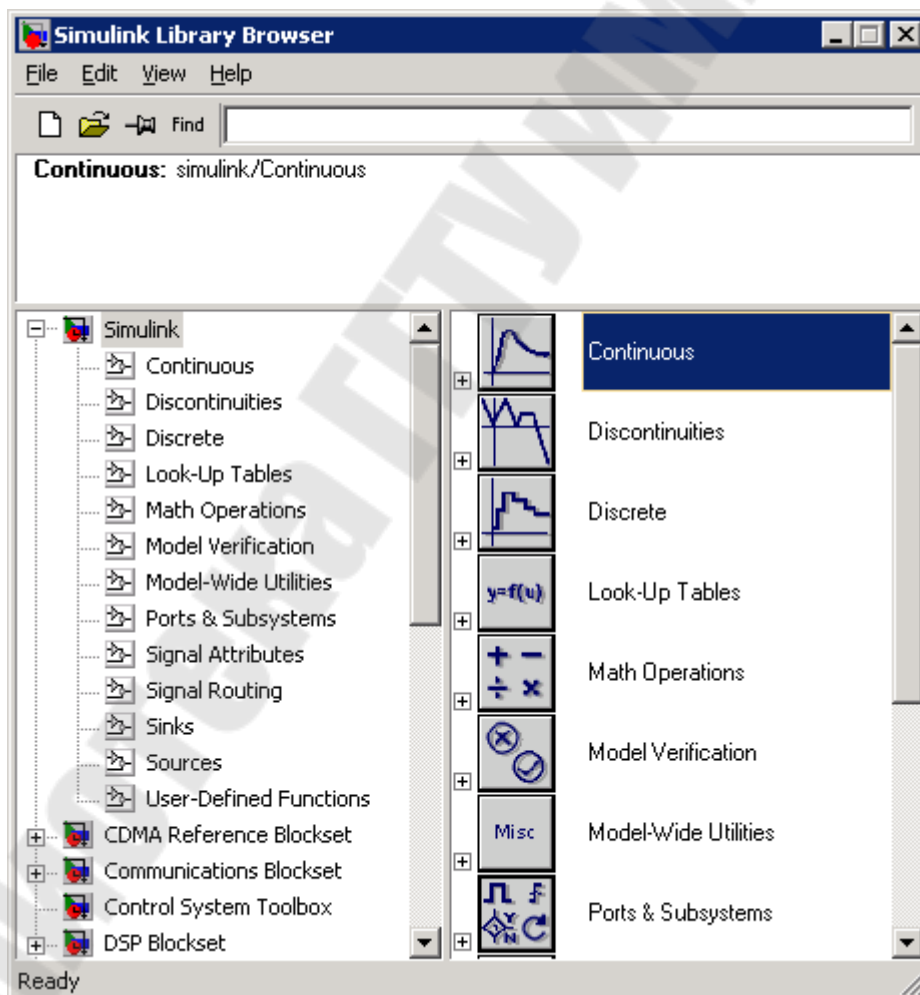 Simulink Library Browser
File Edit View Help
Find
Continuous: simulink/Continuous
Simulink
Continuous
Discontinuities
Discrete
Look-Up Tables
Math Operations
Model Verification
Model-Wide Utilities
Ports & Subsystems
Signal Attributes
Signal Routing
Sinks
Sources
User-Defined Functions
CDMA Reference Blockset
Communications Blockset
Control System Toolbox
DSP Blockset
Continuous
Discontinuities
Discrete
y=f(u) Look-Up Tables
Math Operations
Model Verification
Misc Model-Wide Utilities
Y N Ports & Subsystems
Ready
ГГТУ